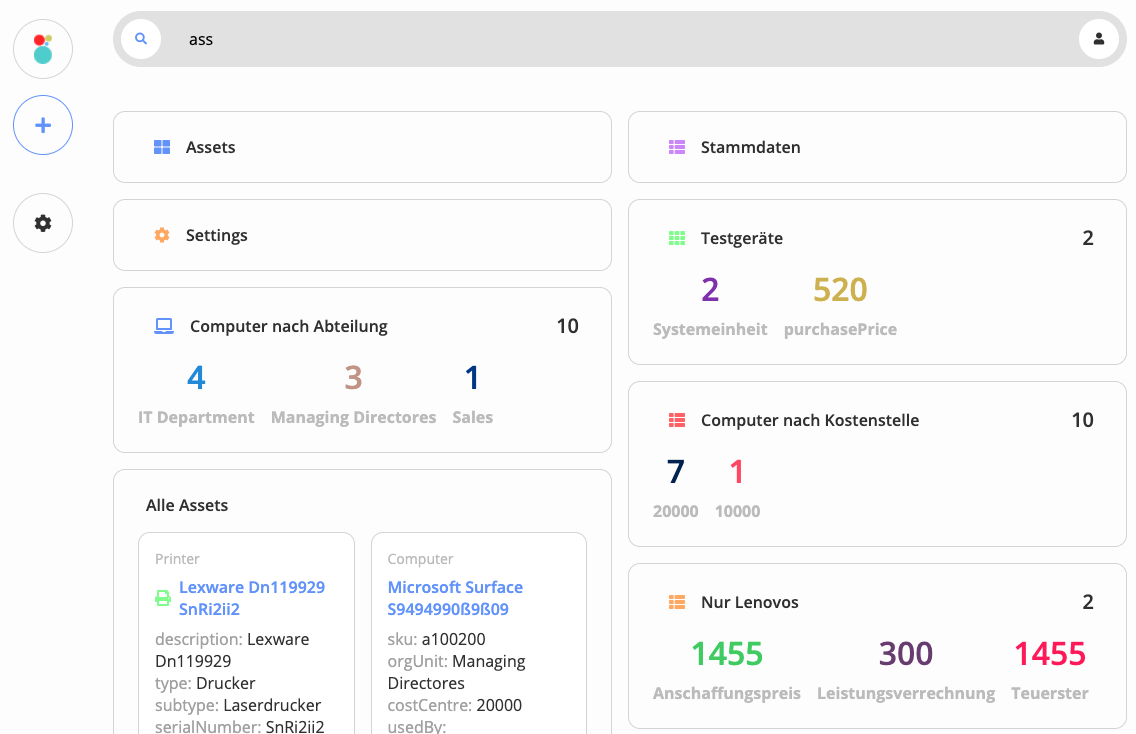 ass
Assets
Stammdaten
Settings
Testgeräte 2
2 520
Systemeinheit purchasePrice
Computer nach Abteilung 10
4 3 1
IT Department Managing Directores Sales
Computer nach Kostenstelle 10
7 1
20000 10000
Alle Assets
Printer
Lexware Dn119929
SnRi2ii2
description: Lexware
Dn119929
type: Drucker
subtype: Laserdrucker
serialNumber: SnRi2ii2
Computer
Microsoft Surface
S9494990ß9ß09
sku: a100200
orgUnit: Managing
Directores
costCentre: 20000
usedBy:
Nur Lenovos 2
1455 300 1455
Anschaffungspreis Leistungsverrechnung Teuerster